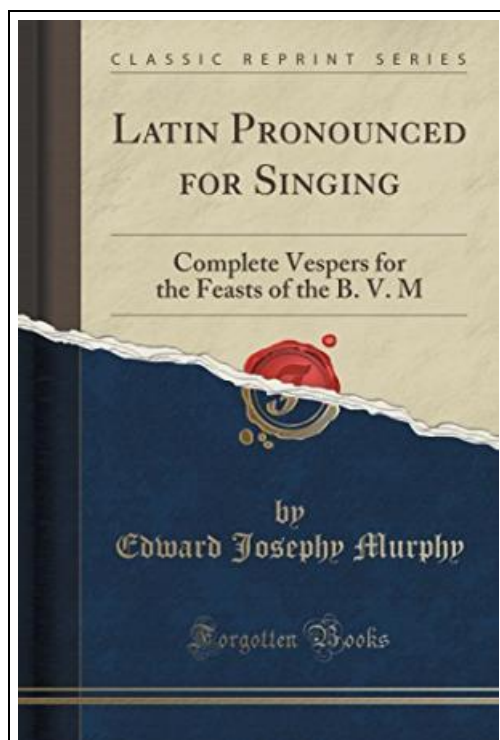 CLASSIC REPRINT SERIES
LATIN PRONOUNCED
FOR SINGING
Complete Vespers for
the Feasts of the B. V. M
by
Edward Josephy Murphy
Forgotten Books